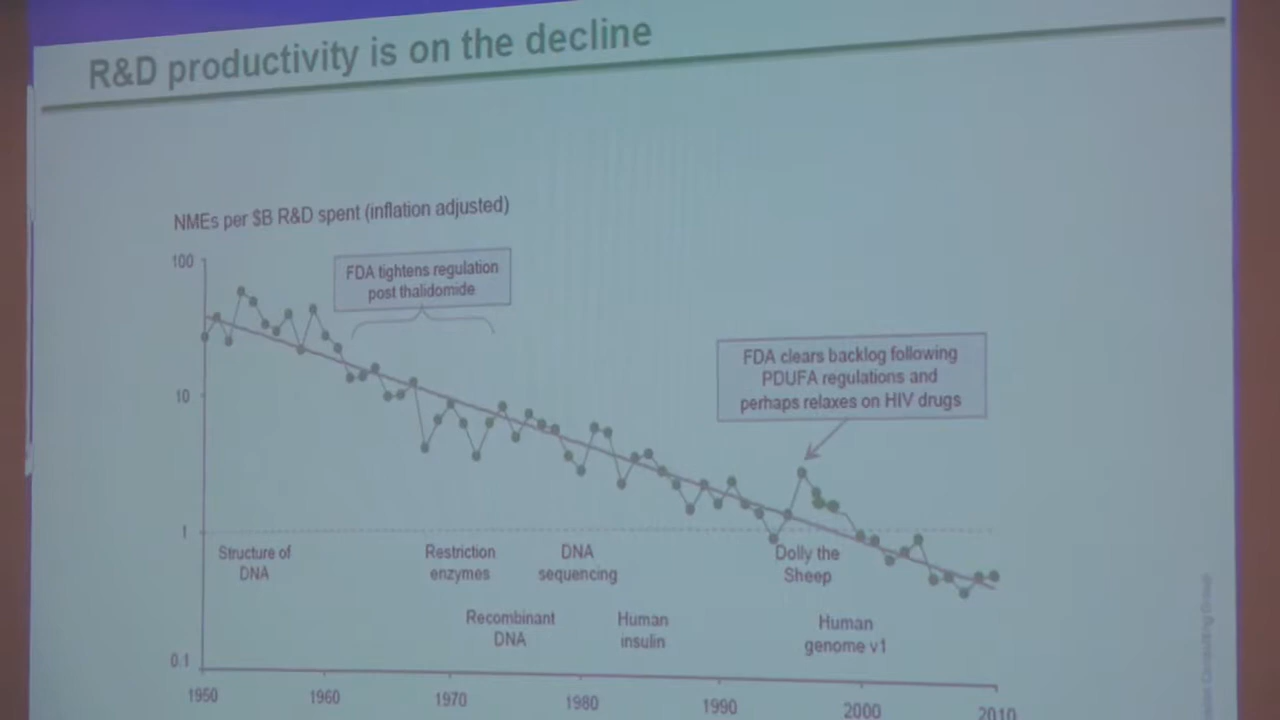 R&D productivity is on the decline
NMEs per $B R&D spent (inflation adjusted)
100
10
1
0.1
FDA tightens regulation
post thalidomide
FDA clears backlog following
PDUFA regulations and
perhaps relaxes on HIV drugs
Structure of
DNA
Restriction
enzymes
DNA
sequencing
Dolly the
Sheep
Recombinant
DNA
Human
insulin
Human
genome v1
1950
1960
1970
1980
1990
2000
2010
Consulting Group